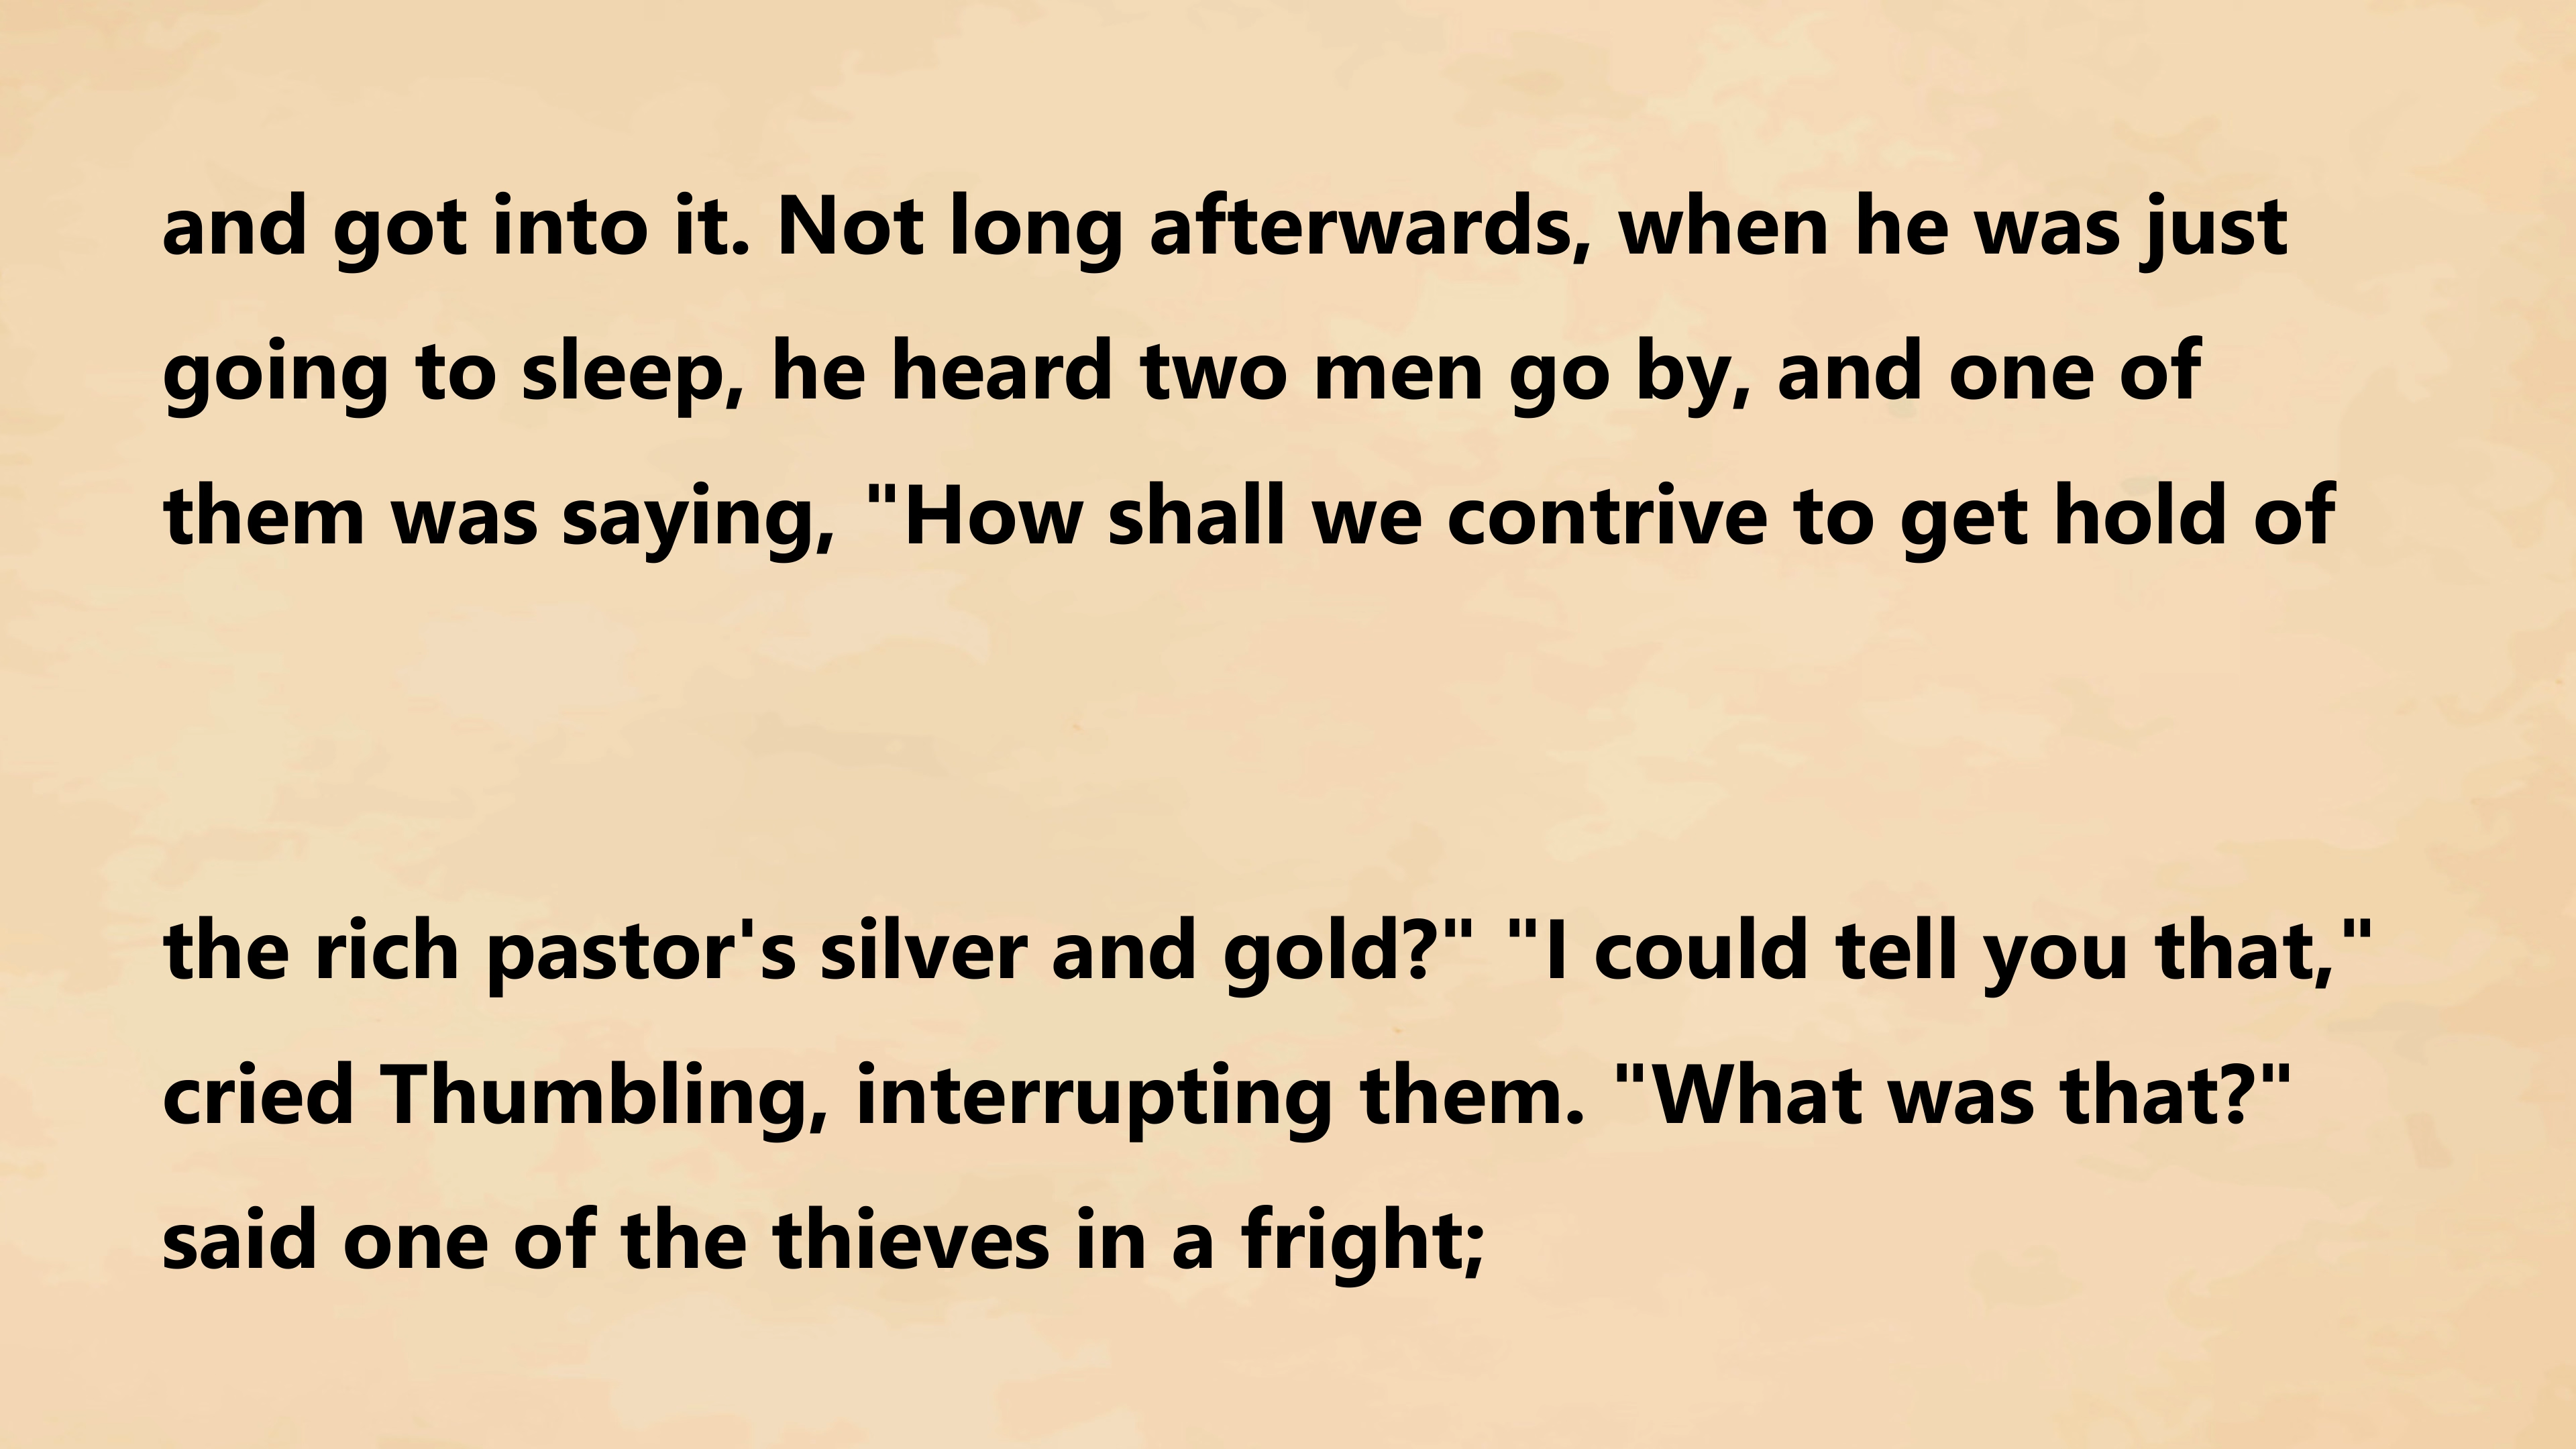 and got into it. Not long afterwards, when he was just
going to sleep, he heard two men go by, and one of
them was saying, "How shall we contrive to get hold of
the rich pastor's silver and gold?" "I could tell you that,"
cried Thumbling, interrupting them. "What was that?"
said one of the thieves in a fright;